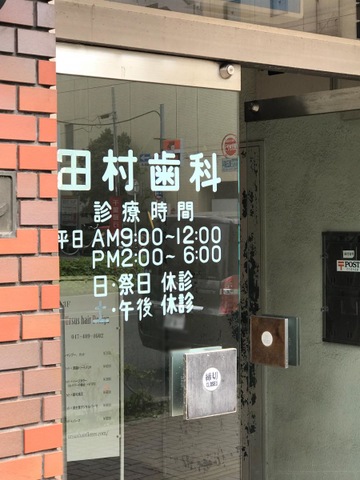 田村歯科
診療時間
平日 AM9:00~12:00
PM2:00~ 6:00
日·祭日 休診
土·午後 休診
POST